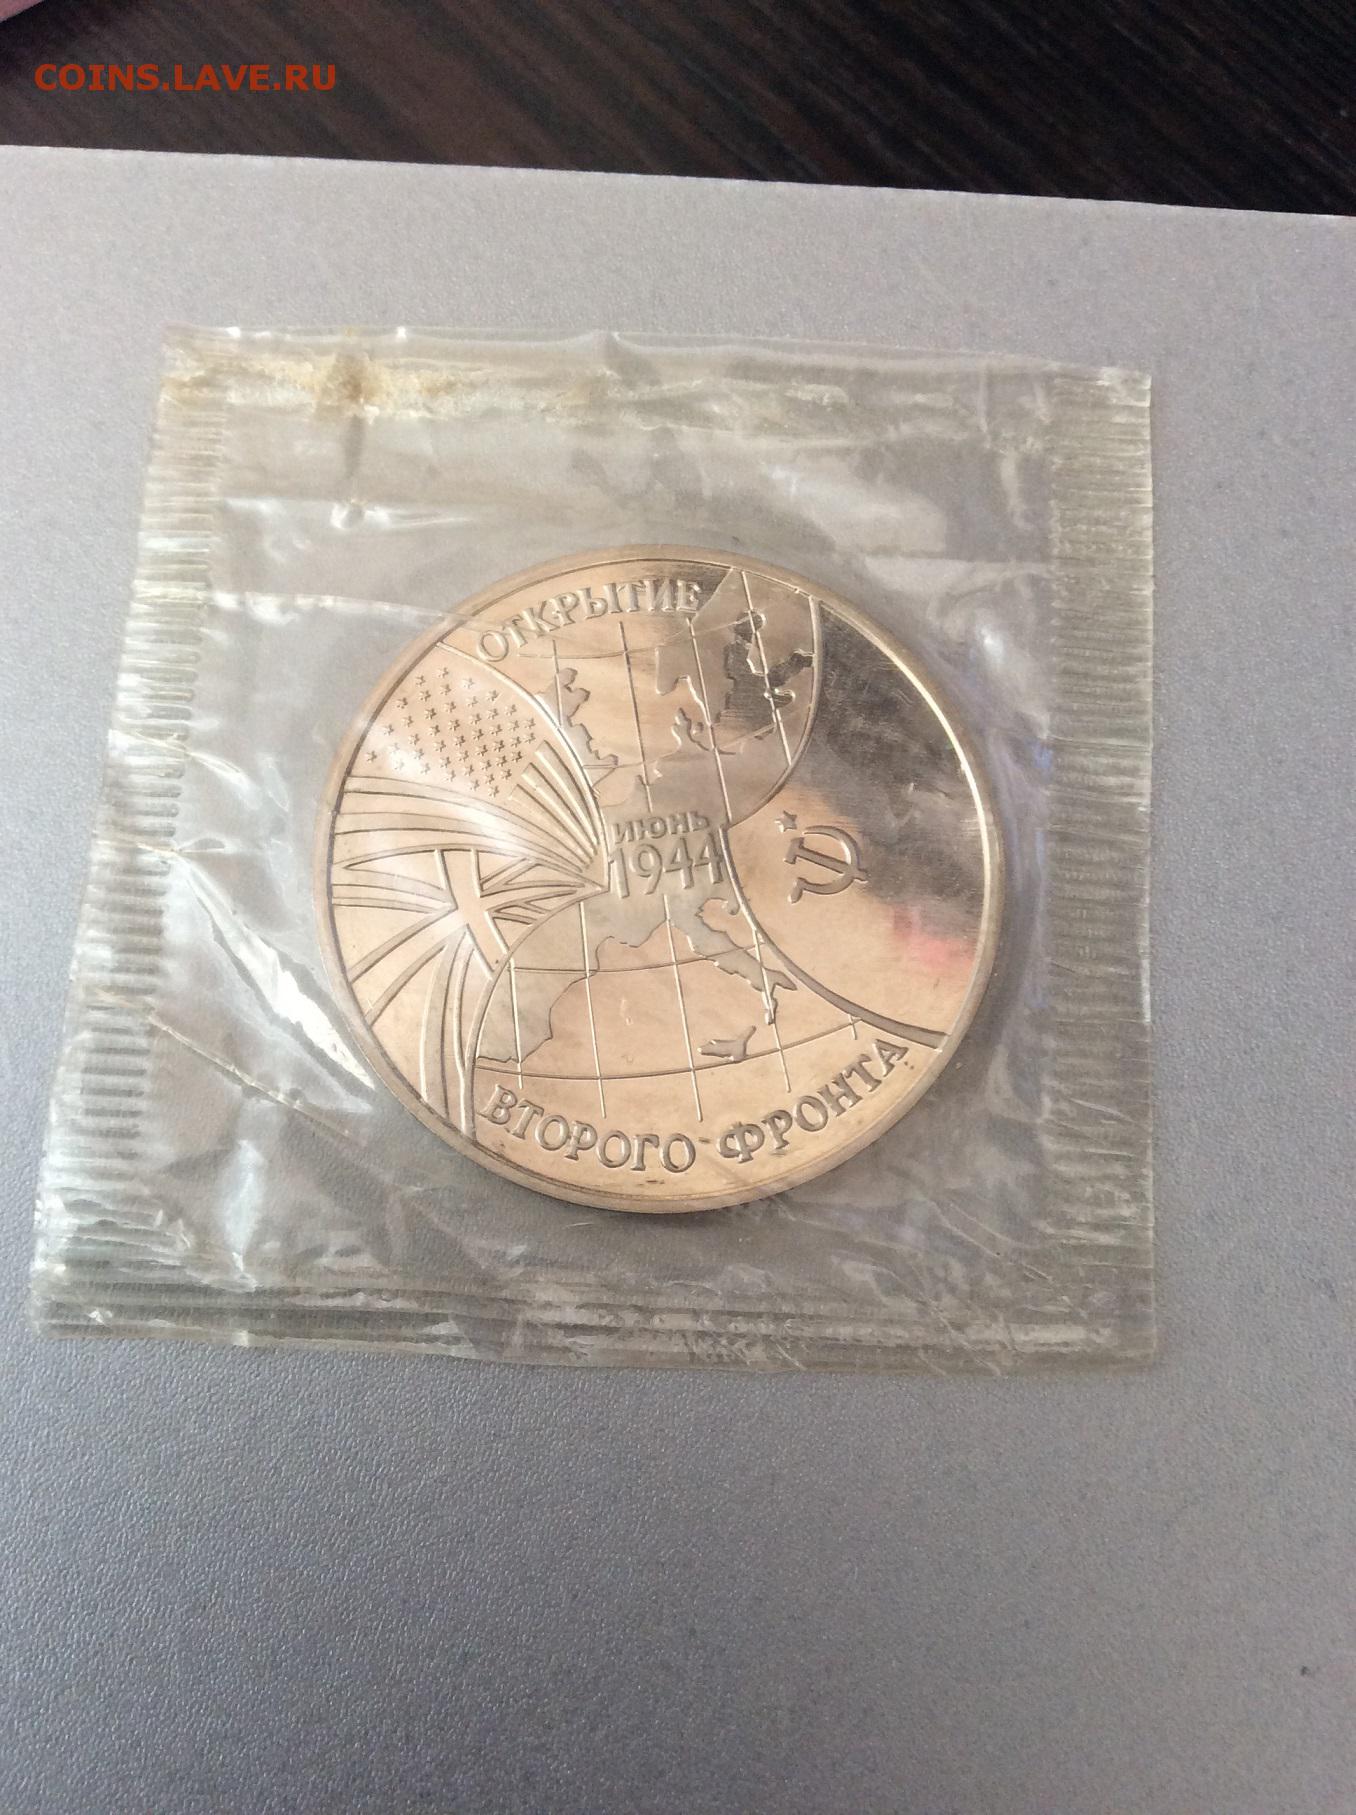 COINS.LAVE.RU
ОТКРЫТИЕ
ИЮНЬ
1944
ВТОРОГО ФРОНТА